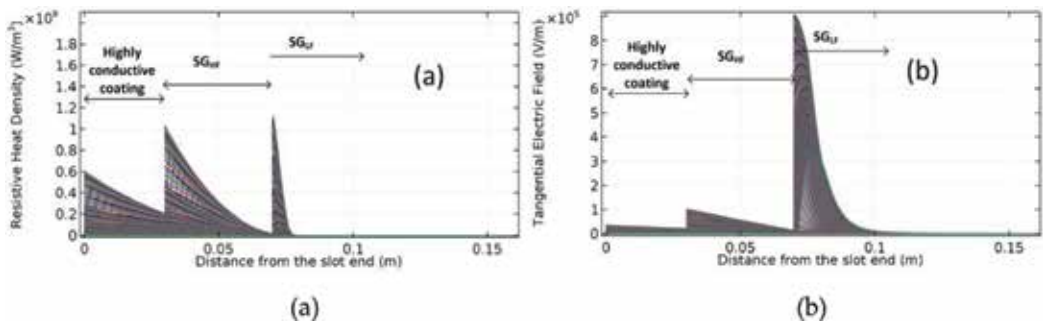 ×10⁹
1.8
1.6
1.4
1.2
1
0.8
0.6
0.4
0.2
0
Resistive Heat Density (W/m³)
Highly
conductive
coating
SG
SG
(a)
0
0.05
0.1
0.15
Distance from the slot end (m)
(a)
×10⁵
9
8
7
6
5
4
3
2
1
0
Tangential Electric Field (V/m)
Highly
conductive
coating
SG
SG
(b)
0
0.05
0.1
0.15
Distance from the slot end (m)
(b)